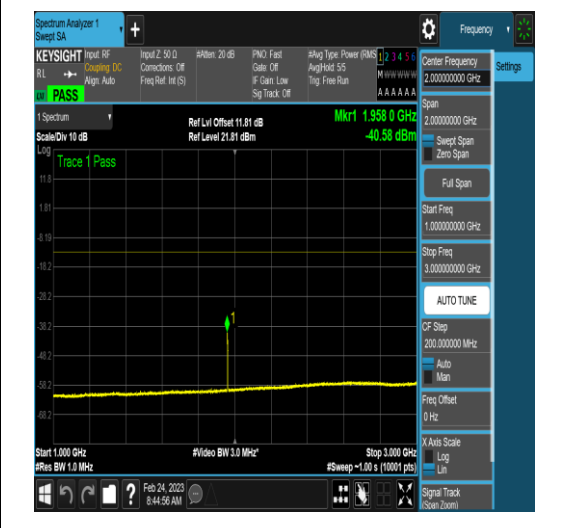 Spectrum Analyzer 1
Swept SA
+
Frequency
KEYSIGHT
RL
PASS
Input: RF
Coupling: DC
Align: Auto
Input Z: 50 Ω
Corrections: Off
Freq Ref: Int (S)
#Atten: 20 dB
PNO: Fast
Gate: Off
IF Gain: Low
Sig Track: Off
#Avg Type: Power (RMS)
Avg|Hold: 5/5
Trig: Free Run
1 2 3 4 5 6
M W W W W W
A A A A A A
1 Spectrum
Scale/Div 10 dB
Ref Lvl Offset 11.81 dB
Ref Level 21.81 dBm
Mkr1 1.958 0 GHz
-40.58 dBm
Log
Trace 1 Pass
11.8
1.81
-8.19
-18.2
-28.2
-38.2
-48.2
-58.2
-68.2
1
Start 1.000 GHz
#Res BW 1.0 MHz
#Video BW 3.0 MHz*
Stop 3.000 GHz
#Sweep ~1.00 s (10001 pts)
?
Feb 24, 2023
8:44:56 AM
Center Frequency
2.000000000 GHz
Settings
Span
2.00000000 GHz
Swept Span
Zero Span
Full Span
Start Freq
1.000000000 GHz
Stop Freq
3.000000000 GHz
AUTO TUNE
CF Step
200.000000 MHz
Auto
Man
Freq Offset
0 Hz
X Axis Scale
Log
Lin
Signal Track
(Span Zoom)